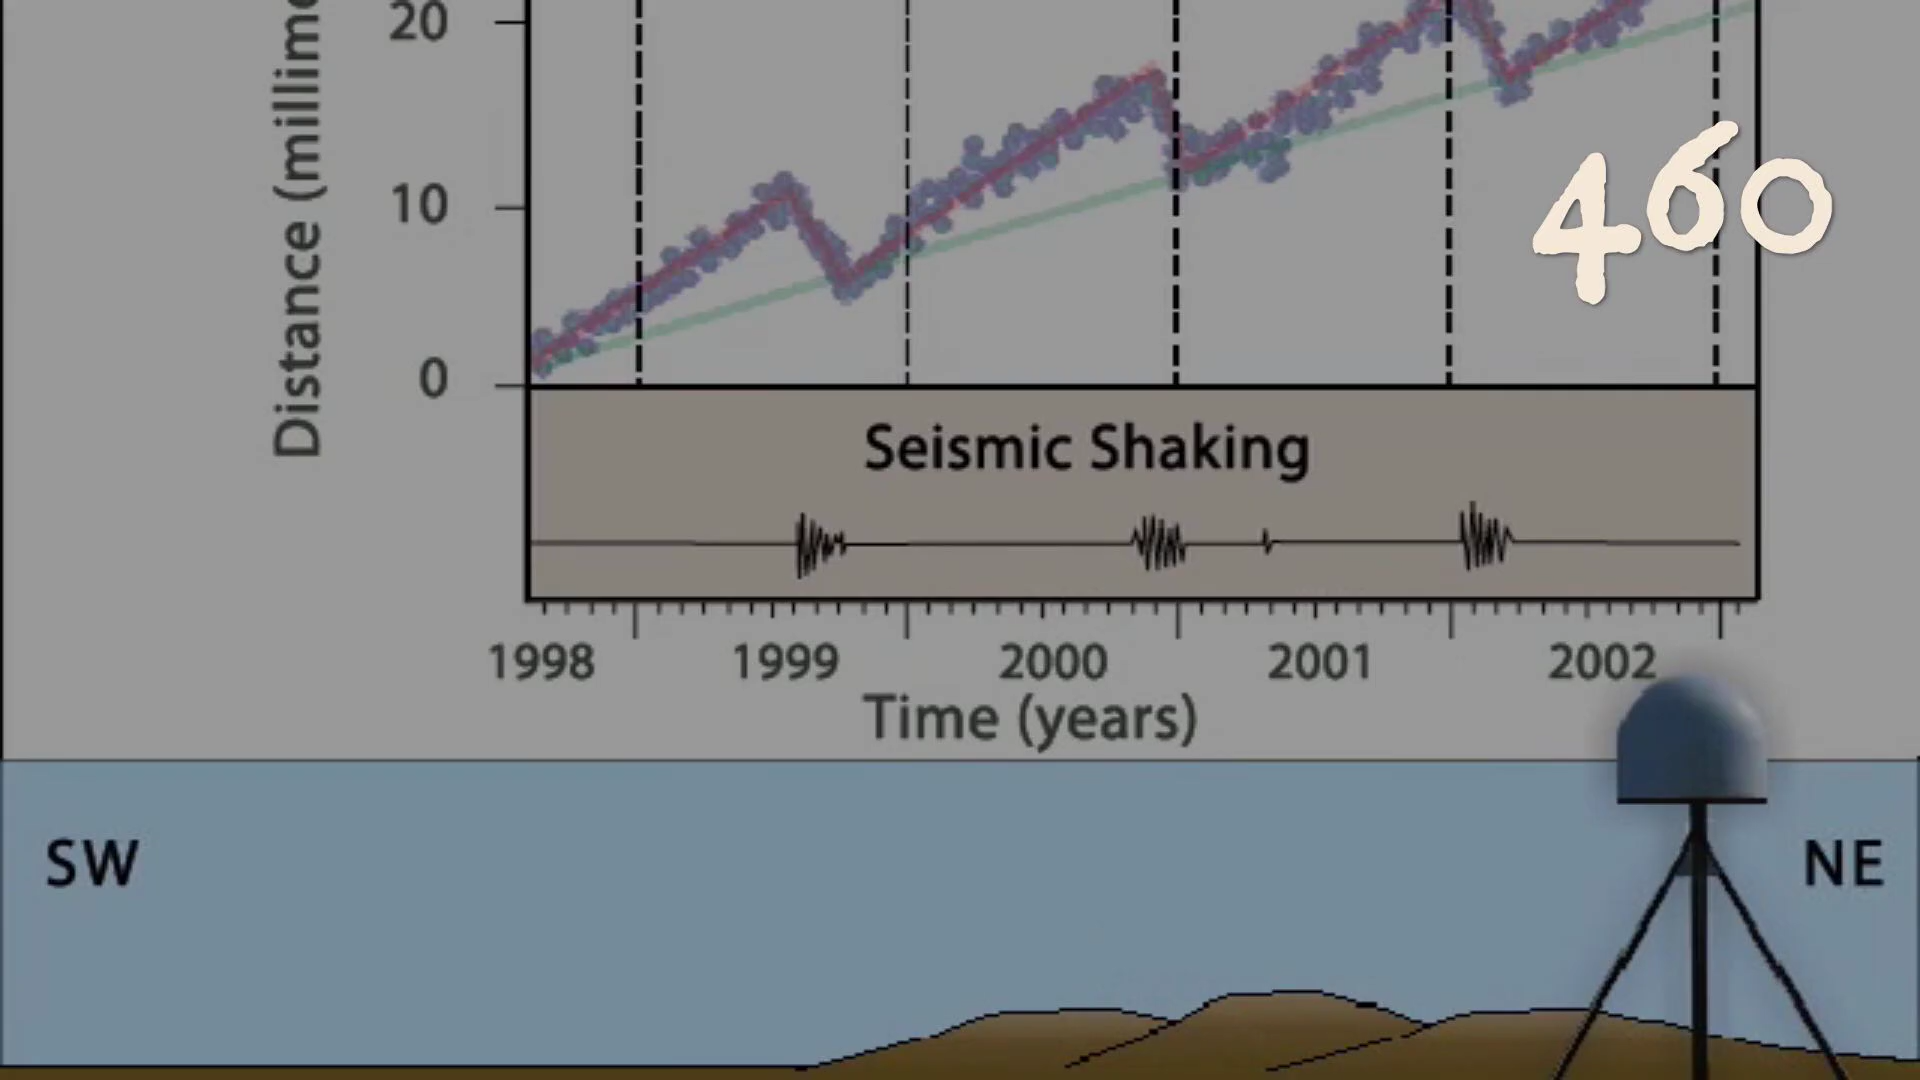 20
Distance (millime
10
460
0
Seismic Shaking
1998 1999 2000 2001 2002
Time (years)
SW
NE